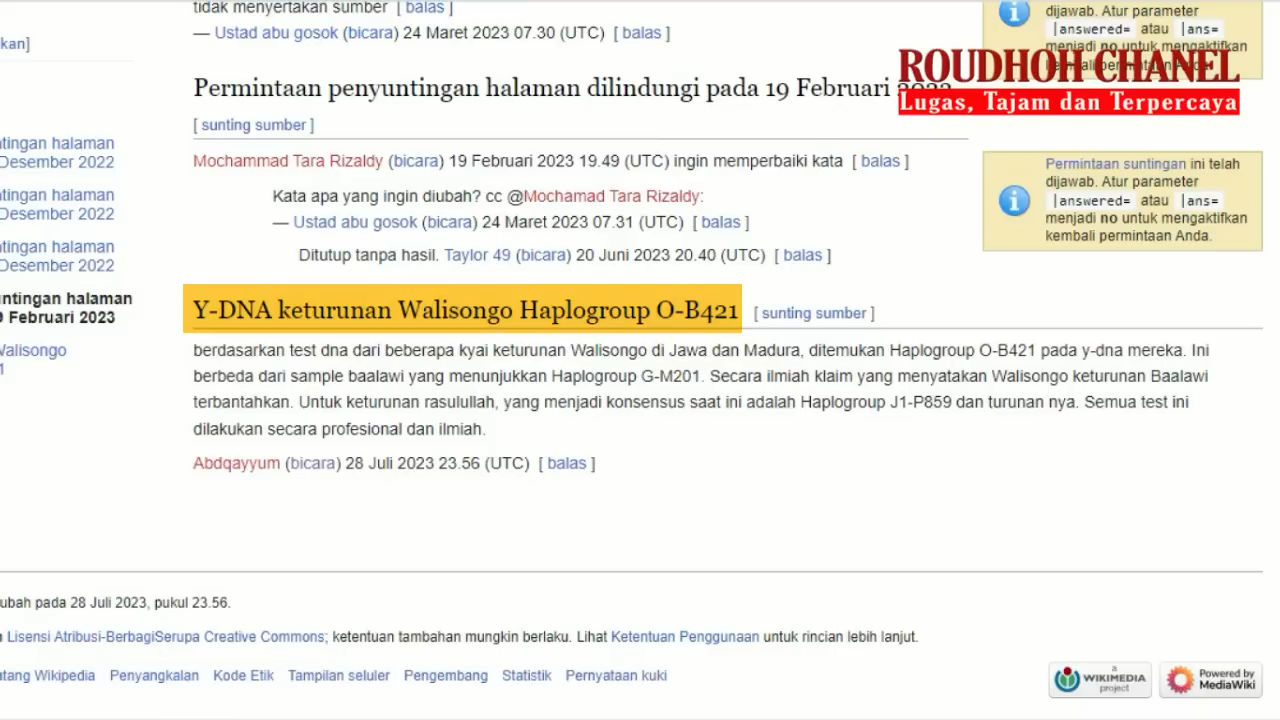 tidak menyertakan sumber [ balas ]
— Ustad abu gosok (bicara) 24 Maret 2023 07.30 (UTC) [ balas ]
kan]
dijawab. Atur parameter
|answered= atau |ans=
menjadi no untuk mengaktifkan
ROUDHOH CHANEL
Lugas, Tajam dan Terpercaya
Permintaan penyuntingan halaman dilindungi pada 19 Februari 2023
[ sunting sumber ]
ntingan halaman
Desember 2022
ntingan halaman
Desember 2022
ntingan halaman
Desember 2022
untingan halaman
9 Februari 2023
Walisongo
1
Mochammad Tara Rizaldy (bicara) 19 Februari 2023 19.49 (UTC) ingin memperbaiki kata [ balas ]
Kata apa yang ingin diubah? cc @Mochamad Tara Rizaldy:
— Ustad abu gosok (bicara) 24 Maret 2023 07.31 (UTC) [ balas ]
Ditutup tanpa hasil. Taylor 49 (bicara) 20 Juni 2023 20.40 (UTC) [ balas ]
Permintaan suntingan ini telah
dijawab. Atur parameter
|answered= atau |ans=
menjadi no untuk mengaktifkan
kembali permintaan Anda.
Y-DNA keturunan Walisongo Haplogroup O-B421 [ sunting sumber ]
berdasarkan test dna dari beberapa kyai keturunan Walisongo di Jawa dan Madura, ditemukan Haplogroup O-B421 pada y-dna mereka. Ini
berbeda dari sample baalawi yang menunjukkan Haplogroup G-M201. Secara ilmiah klaim yang menyatakan Walisongo keturunan Baalawi
terbantahkan. Untuk keturunan rasulullah, yang menjadi konsensus saat ini adalah Haplogroup J1-P859 dan turunan nya. Semua test ini
dilakukan secara profesional dan ilmiah.
Abdqayyum (bicara) 28 Juli 2023 23.56 (UTC) [ balas ]
ubah pada 28 Juli 2023, pukul 23.56.
n Lisensi Atribusi-BerbagiSerupa Creative Commons; ketentuan tambahan mungkin berlaku. Lihat Ketentuan Penggunaan untuk rincian lebih lanjut.
ntang Wikipedia Penyangkalan Kode Etik Tampilan seluler Pengembang Statistik Pernyataan kuki
a
WIKIMEDIA
project
Powered by
MediaWiki